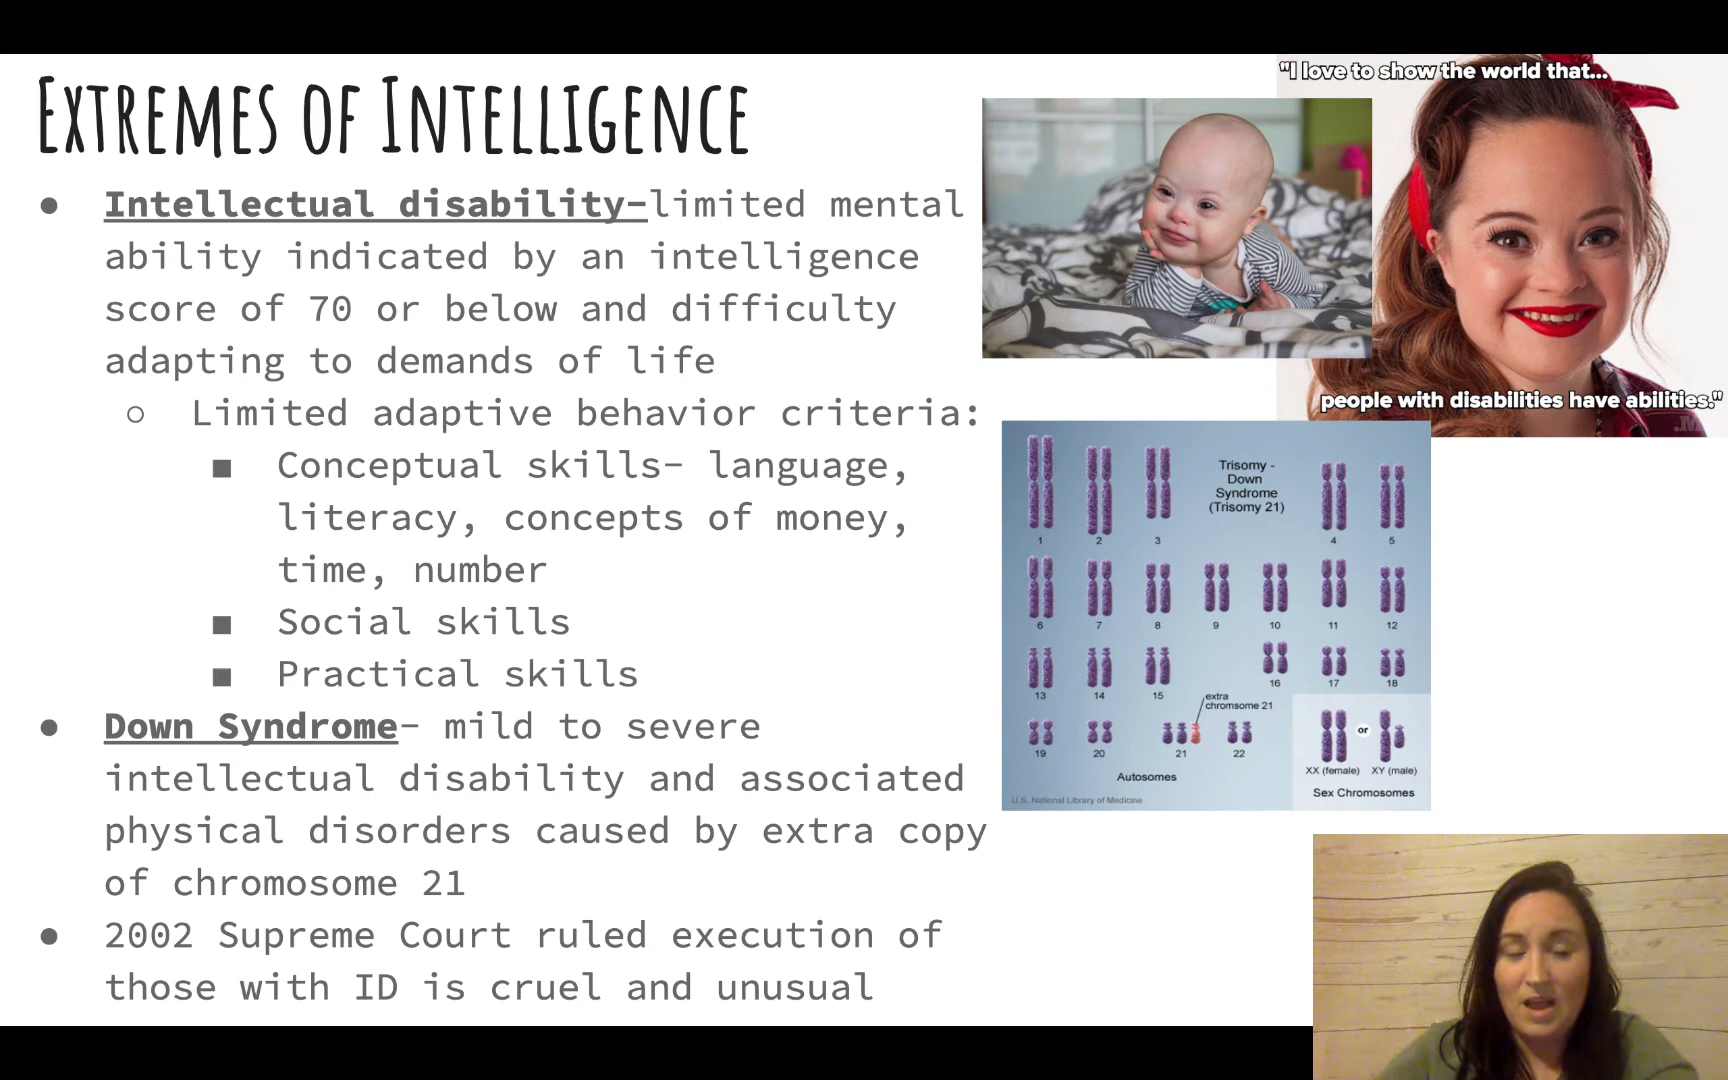 Extremes of Intelligence
● Intellectual disability-limited mental
ability indicated by an intelligence
score of 70 or below and difficulty
adapting to demands of life
○ Limited adaptive behavior criteria:
■ Conceptual skills- language,
literacy, concepts of money,
time, number
■ Social skills
■ Practical skills
● Down Syndrome- mild to severe
intellectual disability and associated
physical disorders caused by extra copy
of chromosome 21
● 2002 Supreme Court ruled execution of
those with ID is cruel and unusual
"I love to show the world that...
people with disabilities have abilities."
Trisomy -
Down
Syndrome
(Trisomy 21)
1 2 3 4 5
6 7 8 9 10 11 12
13 14 15 16 17 18
extra
chromsome 21
19 20 21 22
Autosomes
or
XX (female) XY (male)
Sex Chromosomes
U.S. National Library of Medicine